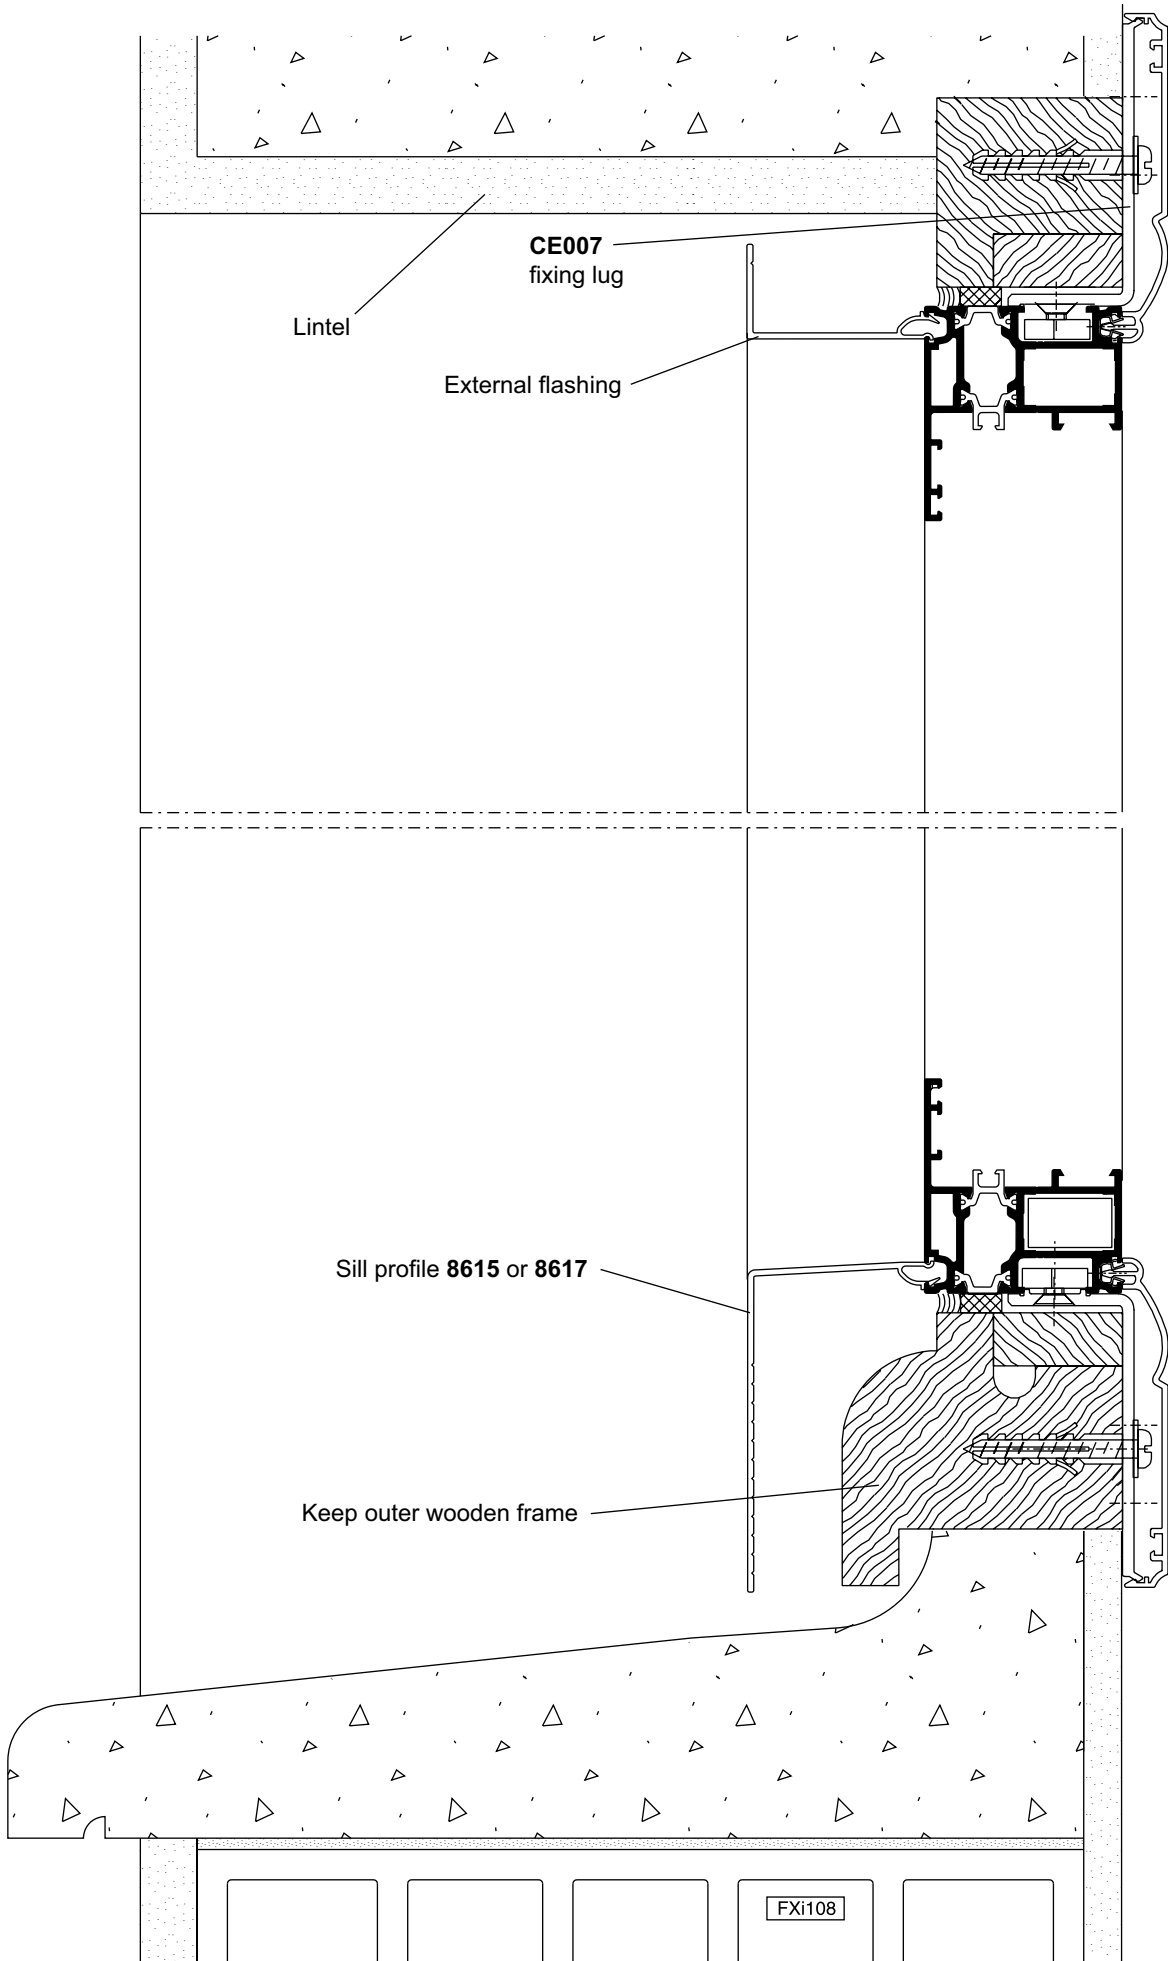 CE007
fixing lug
Lintel
External flashing
Sill profile 8615 or 8617
Keep outer wooden frame
FXi108